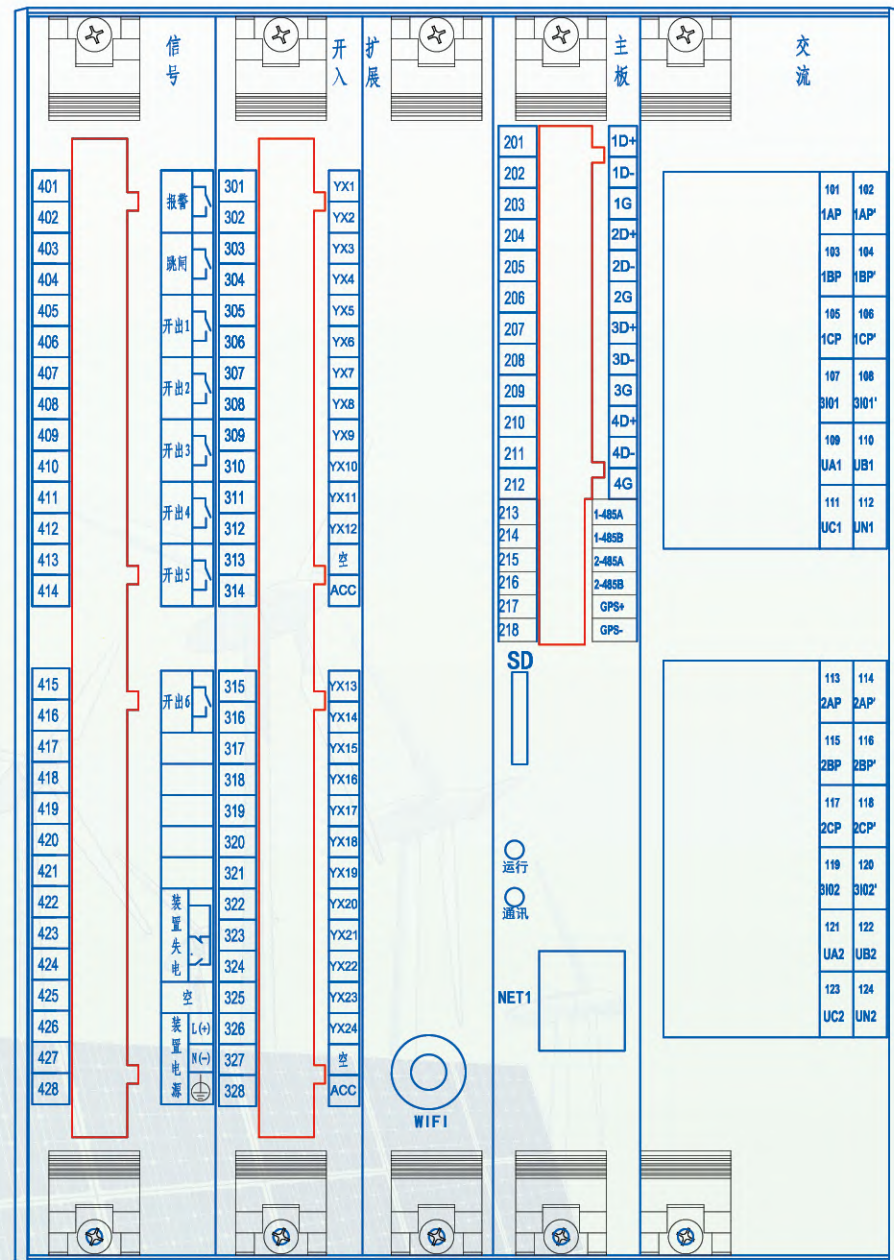 信号
开入
扩展
主板
交流
401
402
403
404
405
406
407
408
409
410
411
412
413
414
415
416
417
418
419
420
421
422
423
424
425
426
427
428
报警
跳闸
开出1
开出2
开出3
开出4
开出5
开出6
装置失电
空
装置电源
L(+)
N(-)
301 YX1
302 YX2
303 YX3
304 YX4
305 YX5
306 YX6
307 YX7
308 YX8
309 YX9
310 YX10
311 YX11
312 YX12
313 空
314 ACC
315 YX13
316 YX14
317 YX15
318 YX16
319 YX17
320 YX18
321 YX19
322 YX20
323 YX21
324 YX22
325 YX23
326 YX24
327 空
328 ACC
WIFI
201 1D+
202 1D-
203 1G
204 2D+
205 2D-
206 2G
207 3D+
208 3D-
209 3G
210 4D+
211 4D-
212 4G
213 1-485A
214 1-485B
215 2-485A
216 2-485B
217 GPS+
218 GPS-
SD
运行
通讯
NET1
101 102
1AP 1AP'
103 104
1BP 1BP'
105 106
1CP 1CP'
107 108
3I01 3I01'
109 110
UA1 UB1
111 112
UC1 UN1
113 114
2AP 2AP'
115 116
2BP 2BP'
117 118
2CP 2CP'
119 120
3I02 3I02'
121 122
UA2 UB2
123 124
UC2 UN2